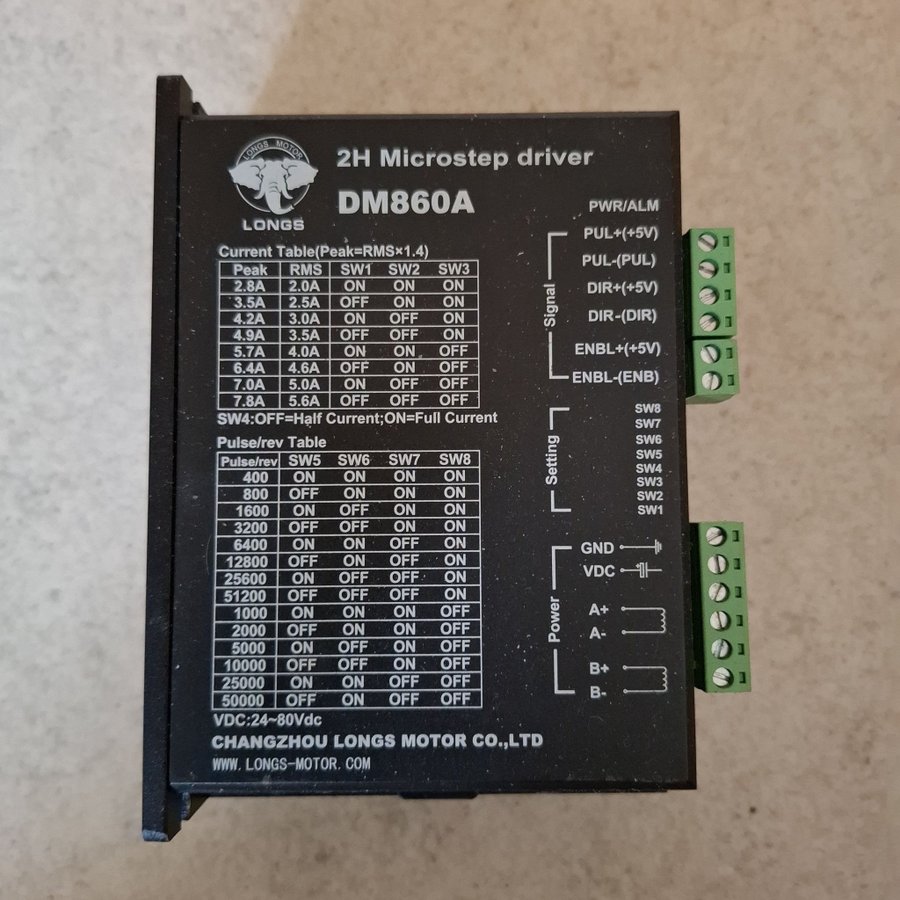 LONGS MOTOR
LONGS
2H Microstep driver
DM860A
Current Table(Peak=RMS×1.4)
Peak RMS SW1 SW2 SW3
2.8A 2.0A ON ON ON
3.5A 2.5A OFF ON ON
4.2A 3.0A ON OFF ON
4.9A 3.5A OFF OFF ON
5.7A 4.0A ON ON OFF
6.4A 4.6A OFF ON OFF
7.0A 5.0A ON OFF OFF
7.8A 5.6A OFF OFF OFF
SW4:OFF=Half Current;ON=Full Current
Pulse/rev Table
Pulse/rev SW5 SW6 SW7 SW8
400 ON ON ON ON
800 OFF ON ON ON
1600 ON OFF ON ON
3200 OFF OFF ON ON
6400 ON ON OFF ON
12800 OFF ON OFF ON
25600 ON OFF OFF ON
51200 OFF OFF OFF ON
1000 ON ON ON OFF
2000 OFF ON ON OFF
5000 ON OFF ON OFF
10000 OFF OFF ON OFF
25000 ON ON OFF OFF
50000 OFF ON OFF OFF
VDC:24~80Vdc
CHANGZHOU LONGS MOTOR CO.,LTD
WWW.LONGS-MOTOR.COM
PWR/ALM
Signal
PUL+(+5V)
PUL-(PUL)
DIR+(+5V)
DIR-(DIR)
ENBL+(+5V)
ENBL-(ENB)
Setting
SW8
SW7
SW6
SW5
SW4
SW3
SW2
SW1
Power
GND
VDC
A+
A-
B+
B-